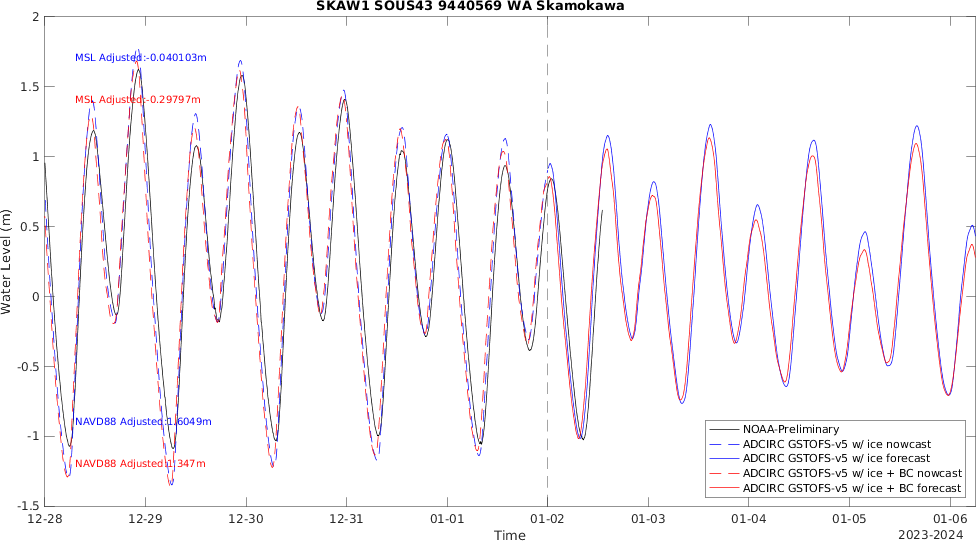 SKAW1 SOUS43 9440569 WA Skamokawa
2
1.5
1
0.5
0
-0.5
-1
-1.5
Water Level (m)
MSL Adjusted:-0.040103m
MSL Adjusted:-0.29797m
NAVD88 Adjusted:1.6049m
NAVD88 Adjusted:1.347m
NOAA-Preliminary
ADCIRC GSTOFS-v5 w/ ice nowcast
ADCIRC GSTOFS-v5 w/ ice forecast
ADCIRC GSTOFS-v5 w/ ice + BC nowcast
ADCIRC GSTOFS-v5 w/ ice + BC forecast
12-28 12-29 12-30 12-31 01-01 01-02 01-03 01-04 01-05 01-06
Time
2023-2024